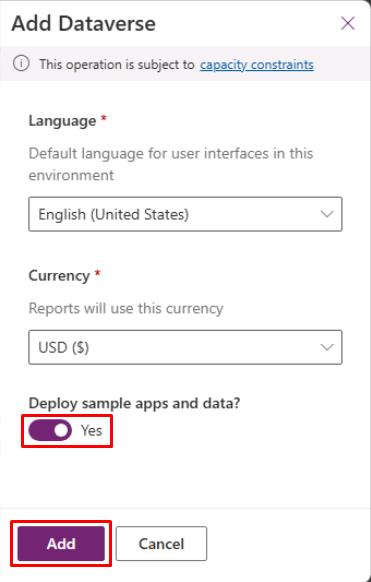 Add Dataverse
This operation is subject to capacity constraints
Language *
Default language for user interfaces in this
environment
English (United States)
Currency *
Reports will use this currency
USD ($)
Deploy sample apps and data?
Yes
Add Cancel